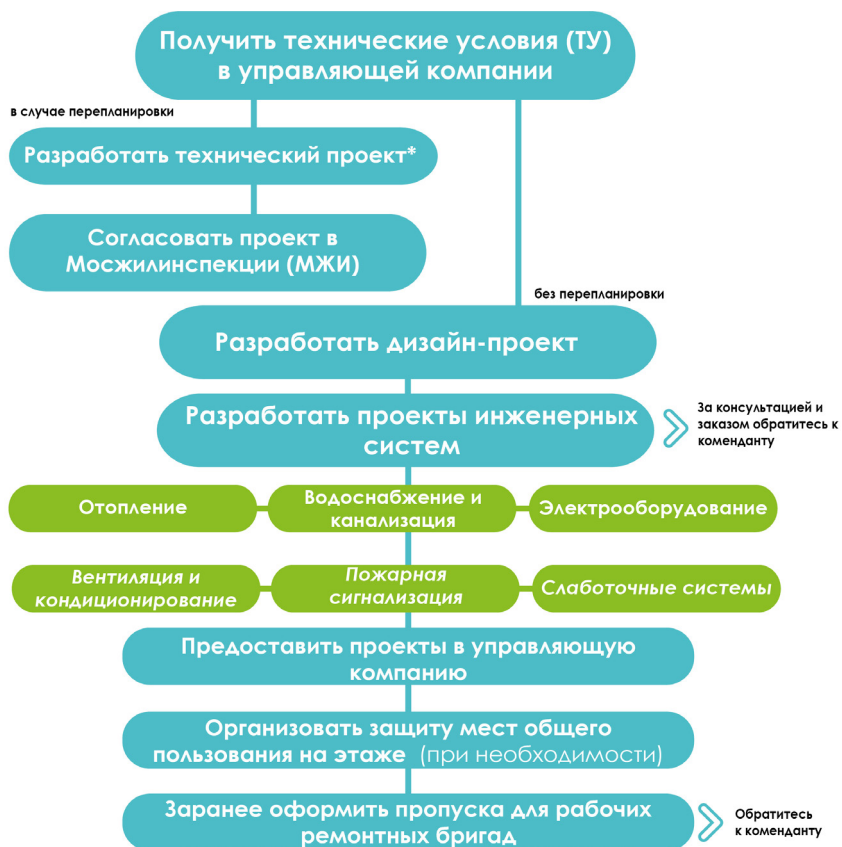 Получить технические условия (ТУ)
в управляющей компании
в случае перепланировки
Разработать технический проект*
Согласовать проект в
Мосжилинспекции (МЖИ)
без перепланировки
Разработать дизайн-проект
Разработать проекты инженерных
систем
За консультацией и
заказом обратитесь к
коменданту
Отопление
Водоснабжение и
канализация
Электрооборудование
Вентиляция и
кондиционирование
Пожарная
сигнализация
Слаботочные системы
Предоставить проекты в управляющую
компанию
Организовать защиту мест общего
пользования на этаже (при необходимости)
Заранее оформить пропуска для рабочих
ремонтных бригад
Обратитесь
к коменданту